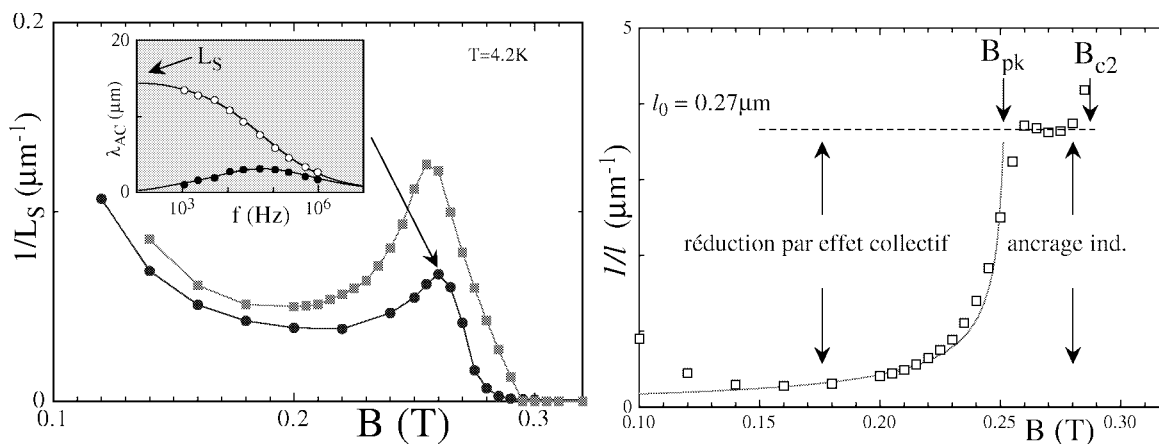 0.2
20
L_S
T=4.2K
λ_AC (μm)
0
10^3
f (Hz)
10^6
1/L_S (μm^-1)
0
0.1
0.2
0.3
B (T)
5
B_pk
B_c2
l_0 = 0.27μm
1/l (μm^-1)
réduction par effet collectif
ancrage ind.
0
0.10
0.15
0.20
0.25
B (T)